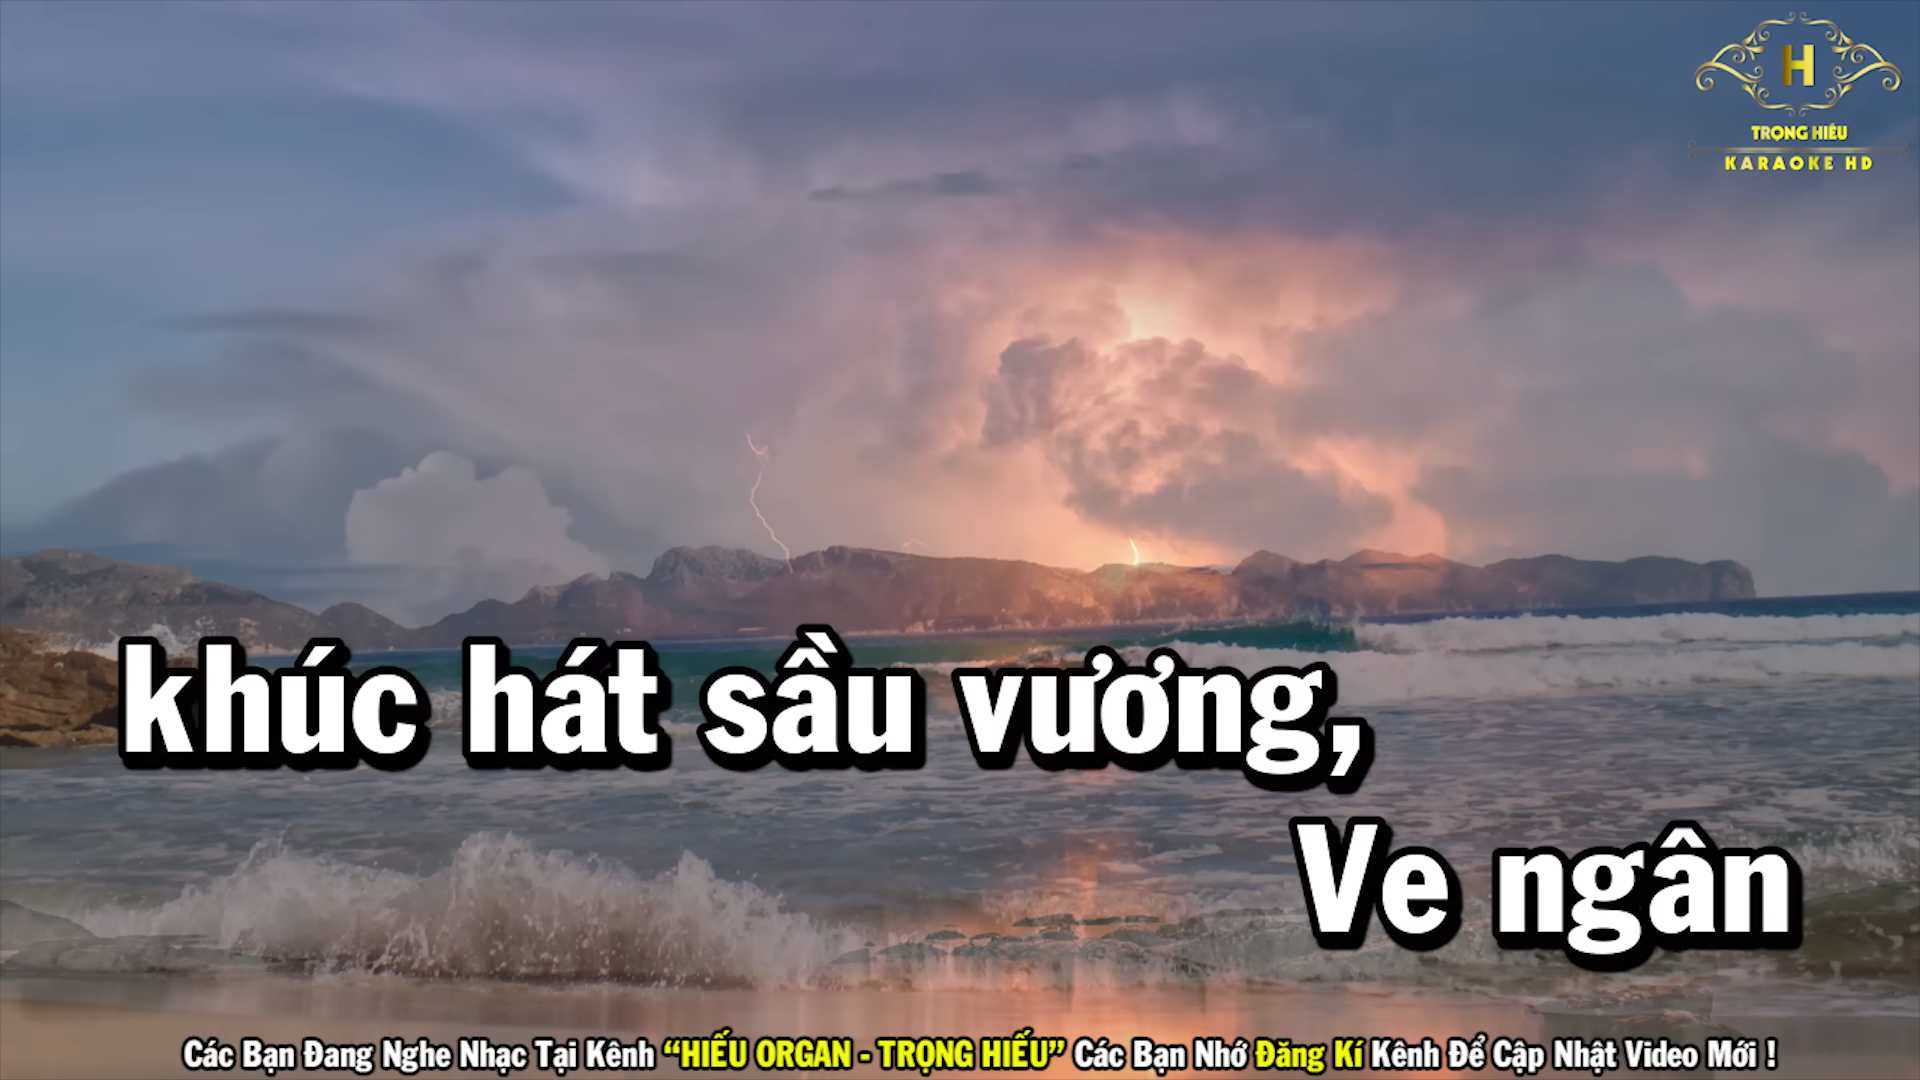 H
TRỌNG HIẾU
KARAOKE HD
khúc hát sầu vương,
Ve ngân
Các Bạn Đang Nghe Nhạc Tại Kênh “HIẾU ORGAN - TRỌNG HIẾU” Các Bạn Nhớ Đăng Kí Kênh Để Cập Nhật Video Mới !